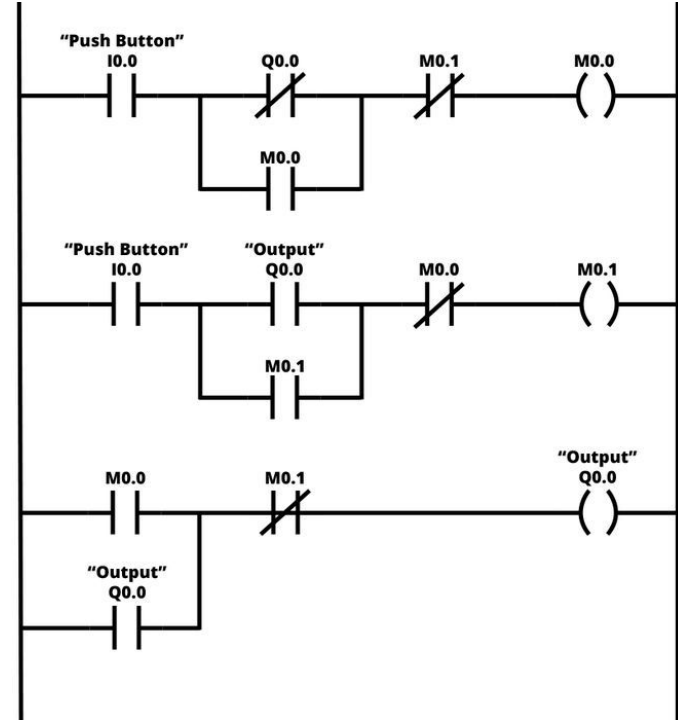 “Push Button”
I0.0 Q0.0 M0.1 M0.0
M0.0
“Push Button” “Output”
I0.0 Q0.0 M0.0 M0.1
M0.1
“Output”
M0.0 M0.1 Q0.0
“Output”
Q0.0